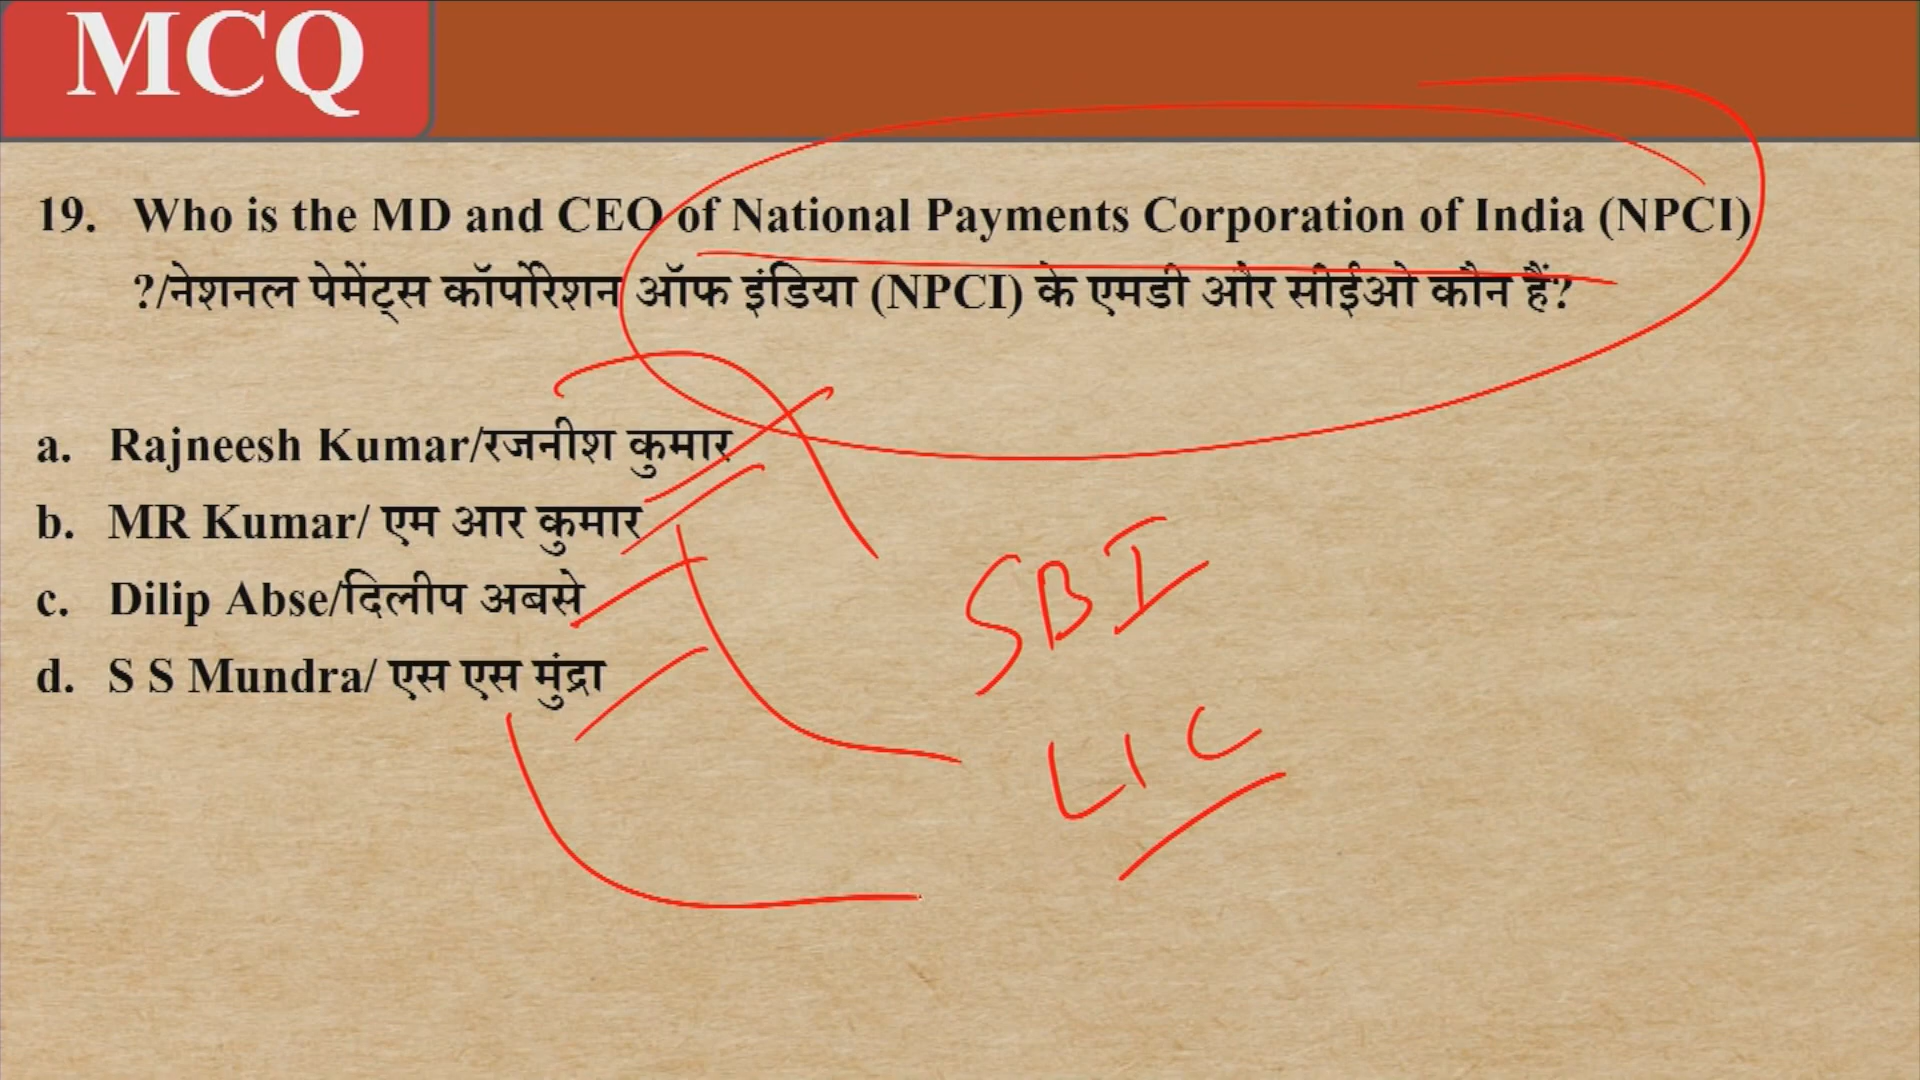 MCQ
19. Who is the MD and CEO of National Payments Corporation of India (NPCI)
?/नेशनल पेमेंट्स कॉर्पोरेशन ऑफ इंडिया (NPCI) के एमडी और सीईओ कौन हैं?
a. Rajneesh Kumar/रजनीश कुमार
b. MR Kumar/ एम आर कुमार
c. Dilip Abse/दिलीप अबसे
d. S S Mundra/ एस एस मुंद्रा
SBI
LIC